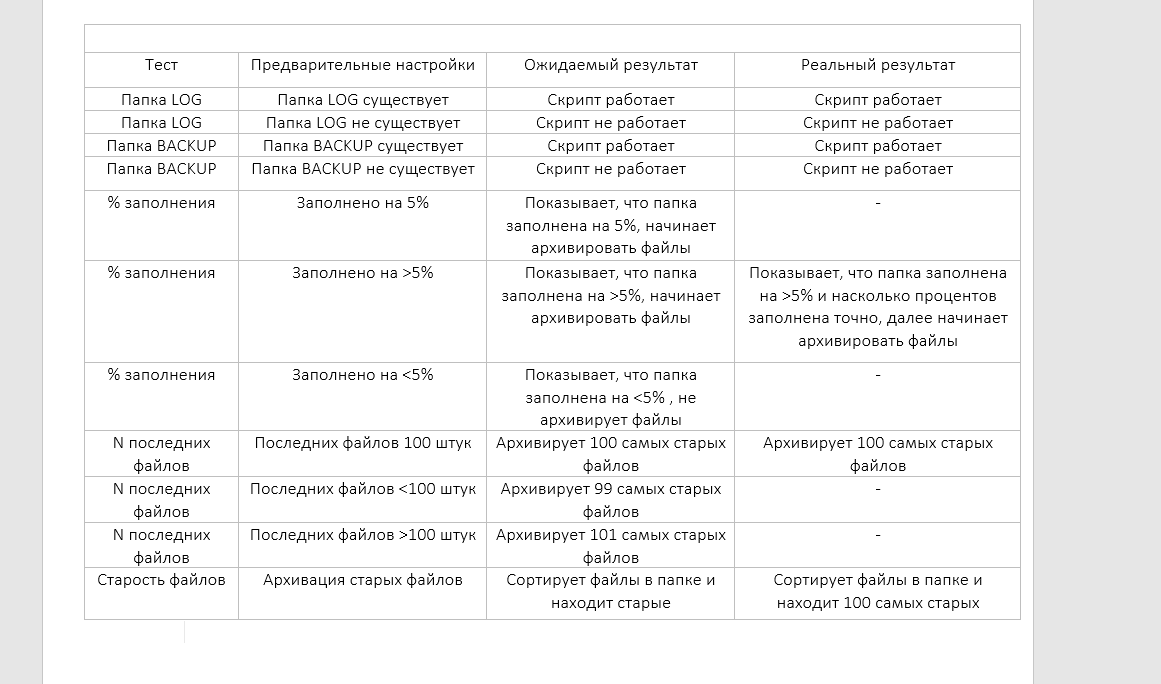 Тест Предварительные настройки Ожидаемый результат Реальный результат
Папка LOG Папка LOG существует Скрипт работает Скрипт работает
Папка LOG Папка LOG не существует Скрипт не работает Скрипт не работает
Папка BACKUP Папка BACKUP существует Скрипт работает Скрипт работает
Папка BACKUP Папка BACKUP не существует Скрипт не работает Скрипт не работает
% заполнения Заполнено на 5% Показывает, что папка -
заполнена на 5%, начинает
архивировать файлы
% заполнения Заполнено на >5% Показывает, что папка Показывает, что папка заполнена
заполнена на >5%, начинает на >5% и насколько процентов
архивировать файлы заполнена точно, далее начинает
архивировать файлы
% заполнения Заполнено на <5% Показывает, что папка -
заполнена на <5% , не
архивирует файлы
N последних Последних файлов 100 штук Архивирует 100 самых старых Архивирует 100 самых старых
файлов файлов файлов
N последних Последних файлов <100 штук Архивирует 99 самых старых -
файлов файлов
N последних Последних файлов >100 штук Архивирует 101 самых старых -
файлов файлов
Старость файлов Архивация старых файлов Сортирует файлы в папке и Сортирует файлы в папке и
находит старые находит 100 самых старых